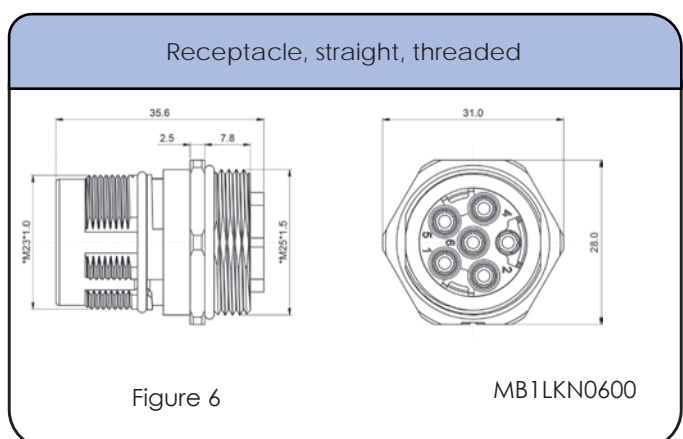 Receptacle, straight, threaded
35.6
2.5
7.8
*M23*1.0
*M25*1.5
31.0
28.0
4
5
6
1
2
Figure 6
MB1LKN0600